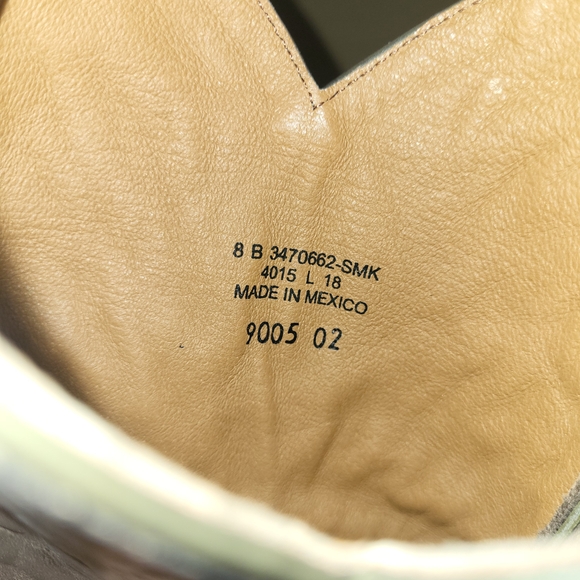 8 B 3470662-SMK
4015 L 18
MADE IN MEXICO
9005 02